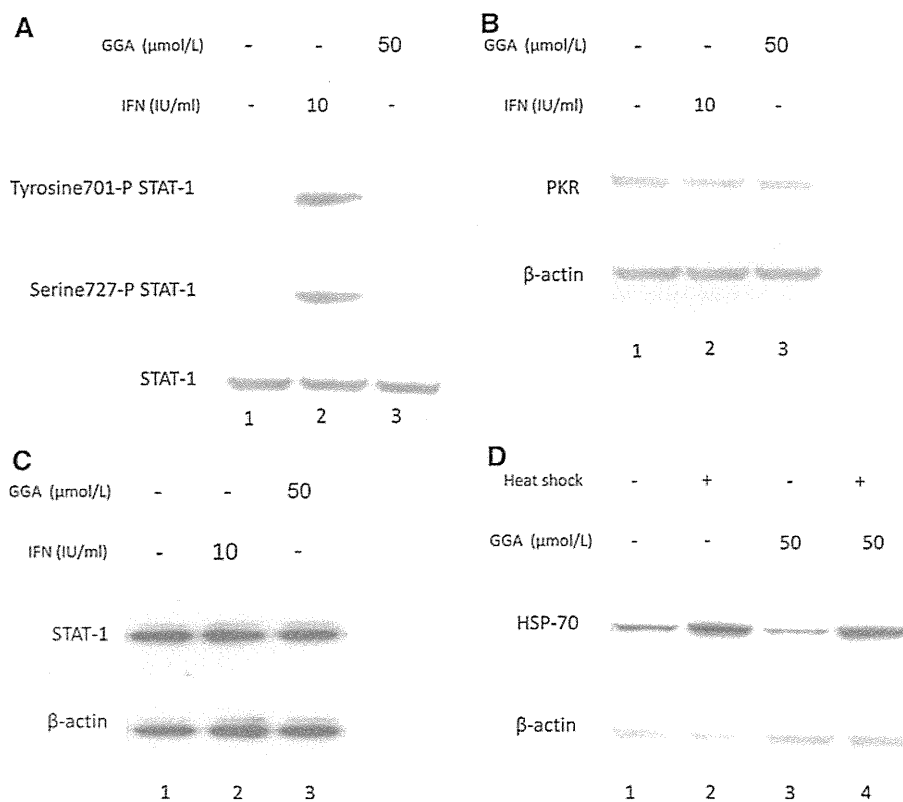 A
GGA (μmol/L) - - 50
IFN (IU/ml) - 10 -
Tyrosine701-P STAT-1
Serine727-P STAT-1
STAT-1
1 2 3
B
GGA (μmol/L) - - 50
IFN (IU/ml) - 10 -
PKR
β-actin
1 2 3
C
GGA (μmol/L) - - 50
IFN (IU/ml) - 10 -
STAT-1
β-actin
1 2 3
D
Heat shock - + - +
GGA (μmol/L) - - 50 50
HSP-70
β-actin
1 2 3 4